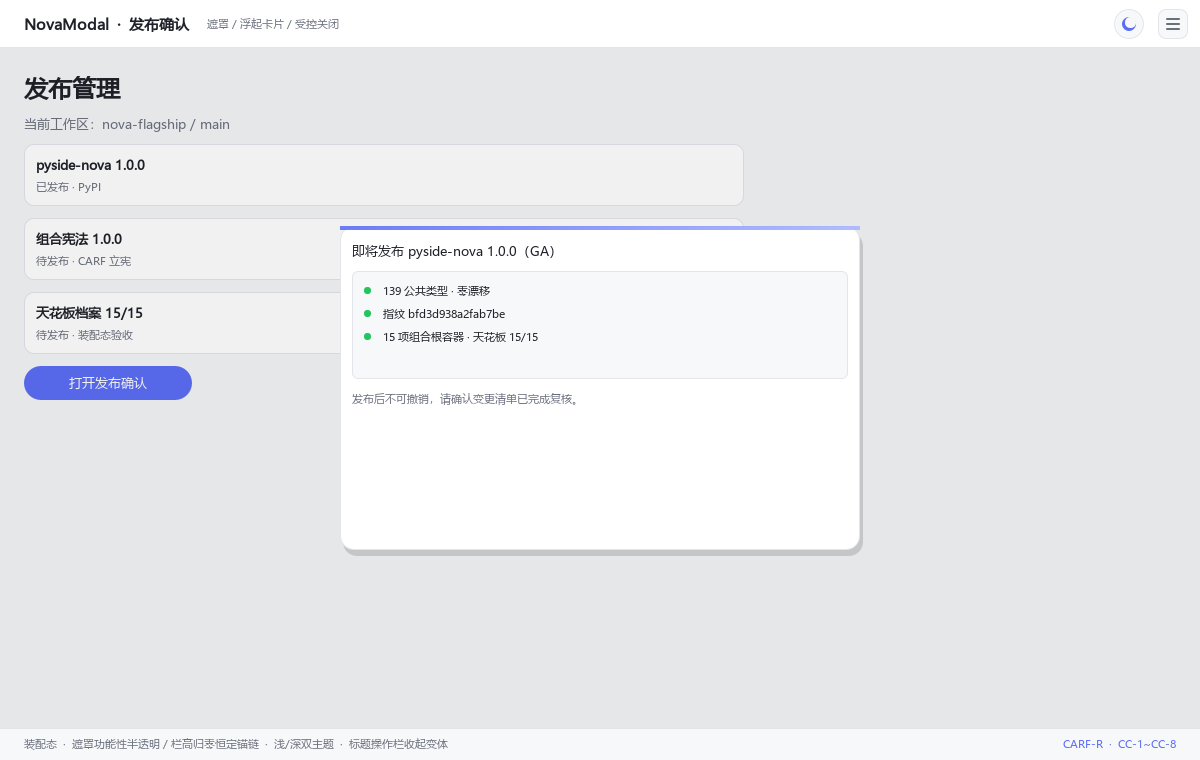 NovaModal · 发布确认 遮罩 / 浮起卡片 / 受控关闭
发布管理
当前工作区：nova-flagship / main
pyside-nova 1.0.0
已发布 · PyPI
组合宪法 1.0.0
待发布 · CARF 立宪
天花板档案 15/15
待发布 · 装配态验收
打开发布确认
即将发布 pyside-nova 1.0.0（GA）
139 公共类型 · 零漂移
指纹 bfd3d938a2fab7be
15 项组合根容器 · 天花板 15/15
发布后不可撤销，请确认变更清单已完成复核。
装配态 · 遮罩功能性半透明 / 栏高归零恒定锚链 · 浅/深双主题 · 标题操作栏收起变体
CARF-R · CC-1~CC-8